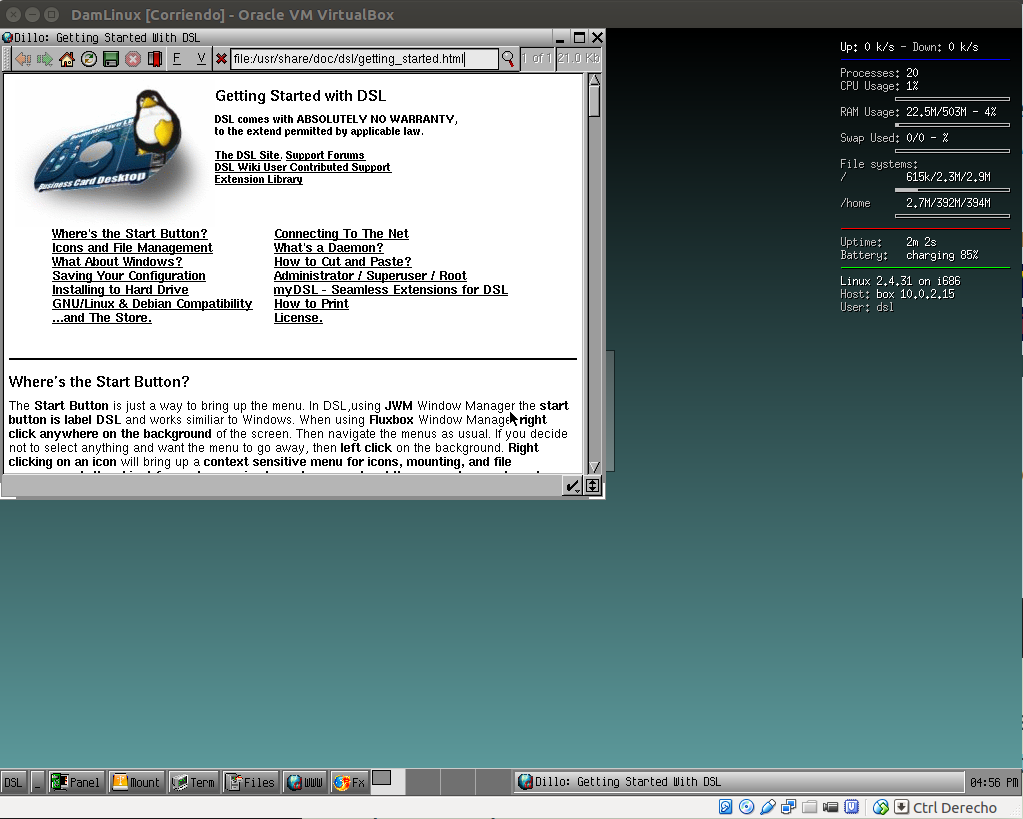 DamLinux [Corriendo] - Oracle VM VirtualBox
Dillo: Getting Started With DSL
F V file:/usr/share/doc/dsl/getting_started.html 1 of 1 21.0 Kb
DSL
Business Card Desktop
Getting Started with DSL
DSL comes with ABSOLUTELY NO WARRANTY,
to the extend permitted by applicable law.
The DSL Site. Support Forums
DSL Wiki User Contributed Support
Extension Library
Where's the Start Button?
Icons and File Management
What About Windows?
Saving Your Configuration
Installing to Hard Drive
GNU/Linux & Debian Compatibility
...and The Store.
Connecting To The Net
What's a Daemon?
How to Cut and Paste?
Administrator / Superuser / Root
myDSL - Seamless Extensions for DSL
How to Print
License.
Where's the Start Button?
The Start Button is just a way to bring up the menu. In DSL,using JWM Window Manager the start
button is label DSL and works similiar to Windows. When using Fluxbox Window Manager right
click anywhere on the background of the screen. Then navigate the menus as usual. If you decide
not to select anything and want the menu to go away, then left click on the background. Right
clicking on an icon will bring up a context sensitive menu for icons, mounting, and file
Up: 0 k/s - Down: 0 k/s
Processes: 20
CPU Usage: 1%
RAM Usage: 22.5M/503M - 4%
Swap Used: 0/0 - %
File systems:
/ 615k/2.3M/2.9M
/home 2.7M/392M/394M
Uptime: 2m 2s
Battery: charging 85%
Linux 2.4.31 on i686
Host: box 10.0.2.15
User: dsl
DSL _ Panel Mount Term Files WWW Fx Dillo: Getting Started With DSL 04:56 PM
Ctrl Derecho